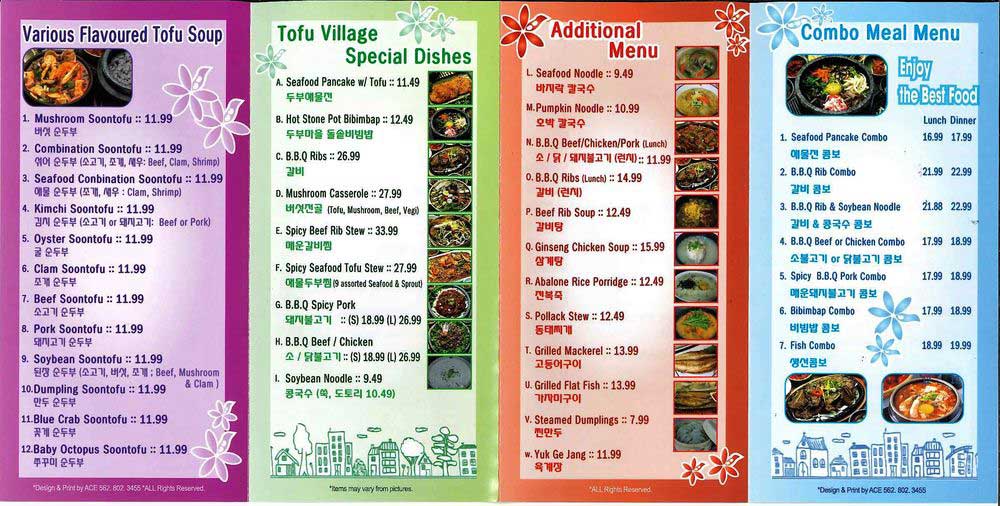 Various Flavoured Tofu Soup
1. Mushroom Soontofu :: 11.99
버섯 순두부
2. Combination Soontofu :: 11.99
섞어 순두부 (소고기, 조개, 새우: Beef, Clam, Shrimp)
3. Seafood Conbination Soontofu :: 11.99
해물 순두부 (조개, 새우 : Clam, Shrimp)
4. Kimchi Soontofu :: 11.99
김치 순두부 (소고기 or 돼지고기: Beef or Pork)
5. Oyster Soontofu :: 11.99
굴 순두부
6. Clam Soontofu :: 11.99
조개 순두부
7. Beef Soontofu :: 11.99
소고기 순두부
8. Pork Soontofu :: 11.99
돼지고기 순두부
9. Soybean Soontofu :: 11.99
된장 순두부 (소고기, 버섯, 조개 ; Beef, Mushroom
& Clam )
10.Dumpling Soontofu :: 11.99
만두 순두부
11.Blue Crab Soontofu :: 11.99
꽃게 순두부
12.Baby Octopus Soontofu :: 11.99
쭈꾸미 순두부
*Design & Print by ACE 562. 802. 3455 *ALL Rights Reserved.
Tofu Village
Special Dishes
A. Seafood Pancake w/ Tofu :: 11.49
두부해물전
B. Hot Stone Pot Bibimbap :: 12.49
두부마을 돌솥비빔밥
C. B.B.Q Ribs :: 26.99
갈비
D. Mushroom Casserole :: 27.99
버섯전골 (Tofu, Mushroom, Beef, Vegi)
E. Spicy Beef Rib Stew :: 33.99
매운갈비찜
F. Spicy Seafood Tofu Stew :: 27.99
해물두부찜 (9 assorted Seafood & Sprout)
G. B.B.Q Spicy Pork
돼지불고기 :: (S) 18.99 (L) 26.99
H. B.B.Q Beef / Chicken
소 / 닭불고기 :: (S) 18.99 (L) 26.99
I. Soybean Noodle :: 9.49
콩국수 (쑥, 도토리 10.49)
*Items may vary from pictures.
Additional
Menu
L. Seafood Noodle :: 9.49
바지락 칼국수
M.Pumpkin Noodle :: 10.99
호박 칼국수
N. B.B.Q Beef/Chicken/Pork (Lunch)
소 / 닭 / 돼지불고기 (런치) :: 11.99
O. B.B.Q Ribs (Lunch) :: 14.99
갈비 (런치)
P. Beef Rib Soup :: 12.49
갈비탕
Q. Ginseng Chicken Soup :: 15.99
삼계탕
R. Abalone Rice Porridge :: 12.49
전복죽
S. Pollack Stew :: 12.49
동태찌개
T. Grilled Mackerel :: 13.99
고등어구이
U. Grilled Flat Fish :: 13.99
가자미구이
V. Steamed Dumplings :: 7.99
찐만두
W. Yuk Ge Jang :: 11.99
육계장
*ALL Rights Reserved.
Combo Meal Menu
Enjoy
the Best Food
Lunch Dinner
1. Seafood Pancake Combo 16.99 17.99
해물전 콤보
2. B.B.Q Rib Combo 21.99 22.99
갈비 콤보
3. B.B.Q Rib & Soybean Noodle 21.88 22.99
갈비 & 콩국수 콤보
4. B.B.Q Beef or Chicken Combo 17.99 18.99
소불고기 or 닭불고기 콤보
5. Spicy B.B.Q Pork Combo 17.99 18.99
매운돼지불고기 콤보
6. Bibimbap Combo 17.99 18.99
비빔밥 콤보
7. Fish Combo 18.99 19.99
생선콤보
*Design & Print by ACE 562. 802. 3455